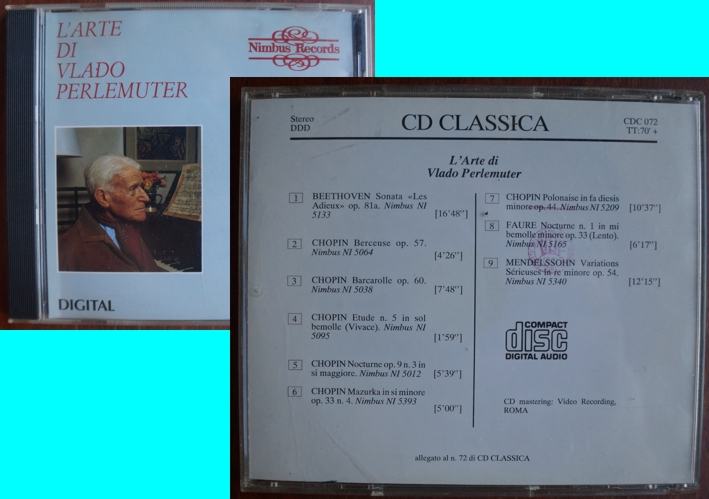 L'ARTE
DI
VLADO
PERLEMUTER
Nimbus Records
DIGITAL
Stereo
DDD
CD CLASSICA
CDC 072
TT:70' +
L'Arte di
Vlado Perlemuter
1 BEETHOVEN Sonata «Les
Adieux» op. 81a. Nimbus NI
5133 [16'48"]
2 CHOPIN Berceuse op. 57.
Nimbus NI 5064 [4'26"]
3 CHOPIN Barcarolle op. 60.
Nimbus NI 5038 [7'48"]
4 CHOPIN Etude n. 5 in sol
bemolle (Vivace). Nimbus NI
5095 [1'59"]
5 CHOPIN Nocturne op. 9 n. 3 in
si maggiore. Nimbus NI 5012 [5'39"]
6 CHOPIN Mazurka in si minore
op. 33 n. 4. Nimbus NI 5393
[5'00"]
7 CHOPIN Polonaise in fa diesis
minore op. 44. Nimbus NI 5209 [10'37"]
8 FAURE Nocturne n. 1 in mi
bemolle minore op. 33 (Lento).
Nimbus NI 5165 [6'17"]
9 MENDELSSOHN Variations
Sérieuses in re minore op. 54.
Nimbus NI 5340 [12'15"]
COMPACT
disc
DIGITAL AUDIO
CD mastering: Video Recording,
ROMA
allegato al n. 72 di CD CLASSICA